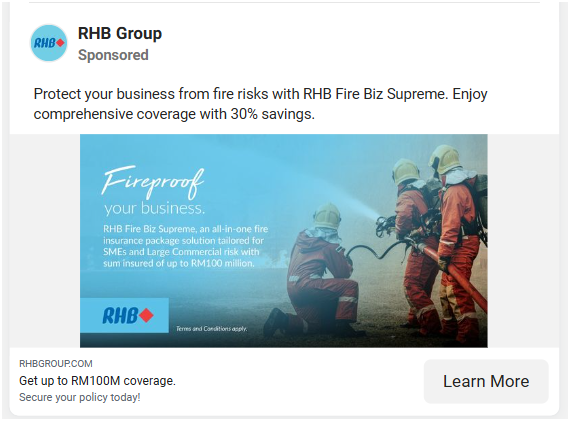 RHB Group
Sponsored
Protect your business from fire risks with RHB Fire Biz Supreme. Enjoy
comprehensive coverage with 30% savings.
RHB
Fireproof
your business.
RHB Fire Biz Supreme, an all-in-one fire
insurance package solution tailored for
SMEs and Large Commercial risk with
sum insured of up to RM100 million.
RHB
Terms and Conditions apply.
RHBGROUP.COM
Get up to RM100M coverage.
Secure your policy today!
Learn More